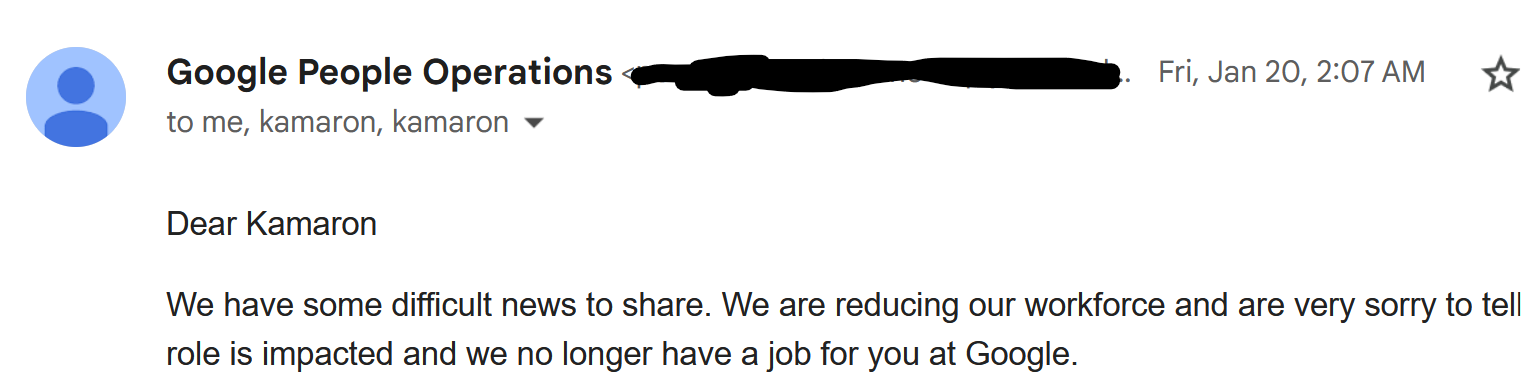 Google People Operations Fri, Jan 20, 2:07 AM
to me, kamaron, kamaron
Dear Kamaron
We have some difficult news to share. We are reducing our workforce and are very sorry to tell
role is impacted and we no longer have a job for you at Google.